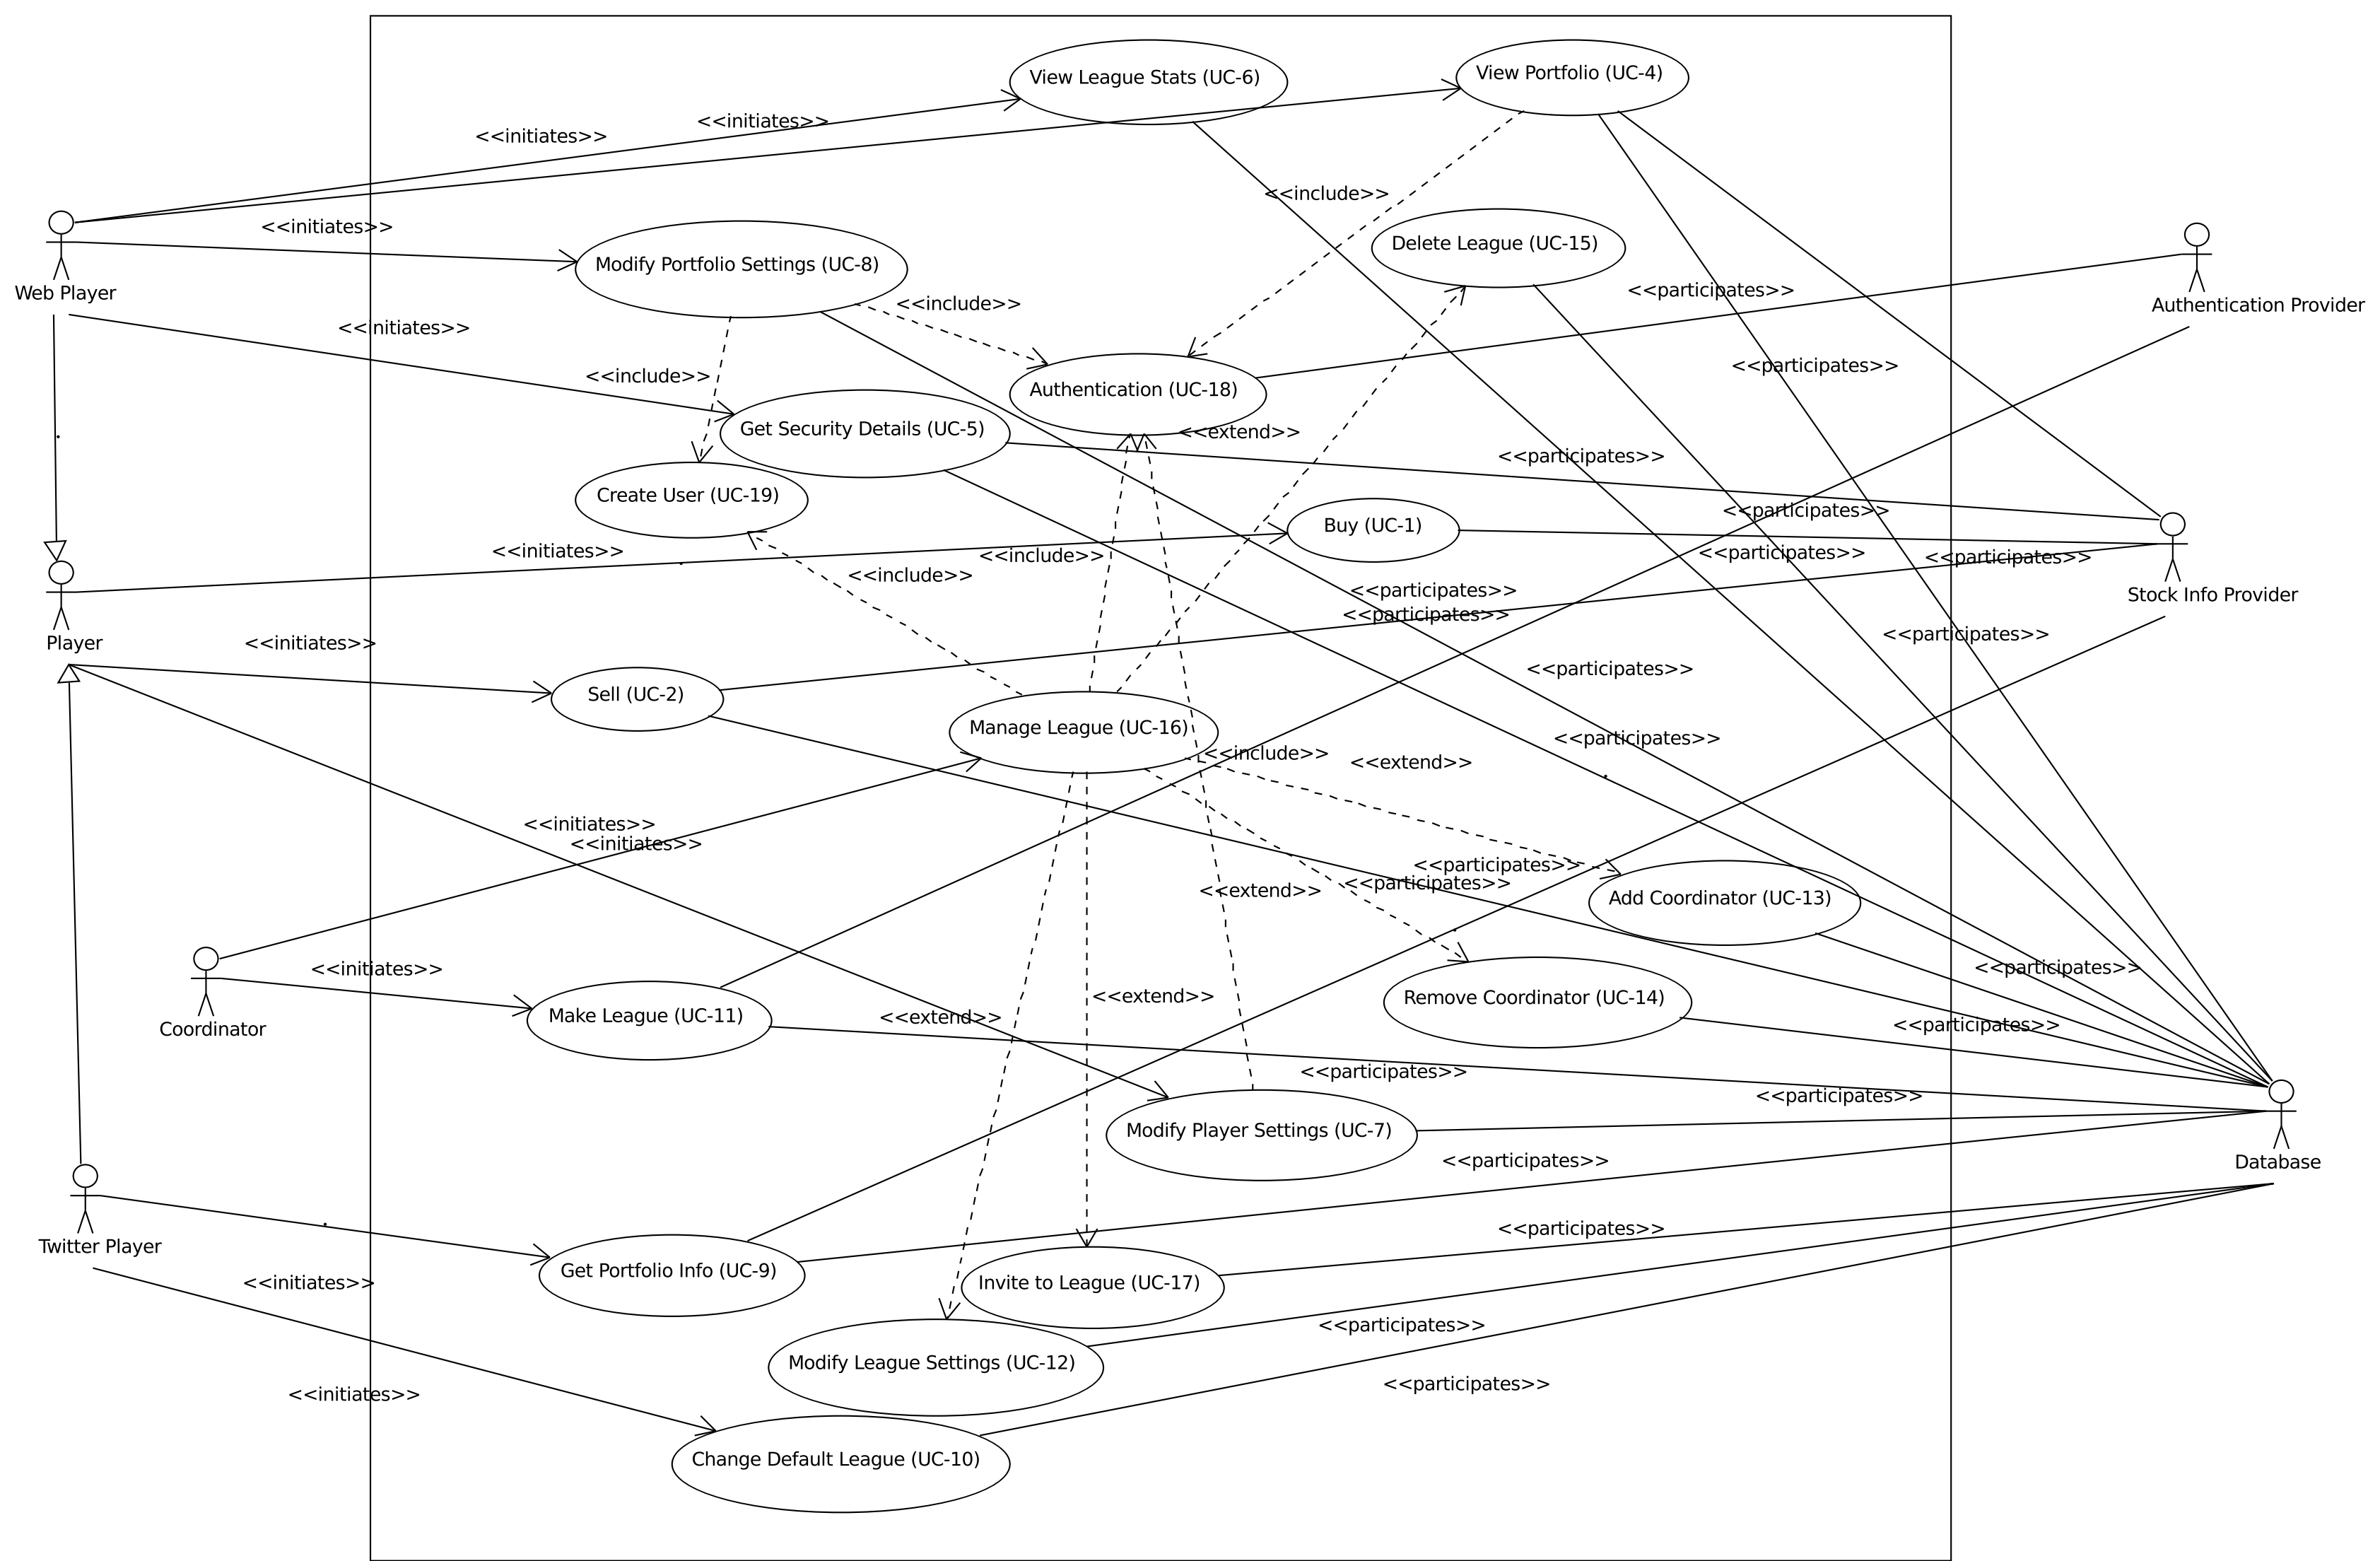 View League Stats (UC-6)
View Portfolio (UC-4)
<<initiates>>
<<initiates>>
<<include>>
<<initiates>>
Delete League (UC-15)
Modify Portfolio Settings (UC-8)
Web Player
<<participates>>
<<include>>
Authentication Provider
<<initiates>>
<<participates>>
<<include>>
Authentication (UC-18)
Get Security Details (UC-5)
<<extend>>
<<participates>>
Create User (UC-19)
<<participates>>
Buy (UC-1)
<<initiates>>
<<include>>
<<participates>>
<<participates>>
<<include>>
<<participates>>
Stock Info Provider
<<participates>>
<<participates>>
Player
<<initiates>>
<<participates>>
Sell (UC-2)
Manage League (UC-16)
<<participates>>
<<include>>
<<extend>>
<<initiates>>
<<initiates>>
<<participates>>
<<participates>>
<<extend>>
Add Coordinator (UC-13)
<<initiates>>
<<participates>>
<<extend>>
Remove Coordinator (UC-14)
Make League (UC-11)
<<extend>>
<<participates>>
Coordinator
<<participates>>
<<participates>>
Modify Player Settings (UC-7)
<<participates>>
Database
<<participates>>
Twitter Player
Get Portfolio Info (UC-9)
<<initiates>>
Invite to League (UC-17)
<<participates>>
Modify League Settings (UC-12)
<<participates>>
<<initiates>>
Change Default League (UC-10)